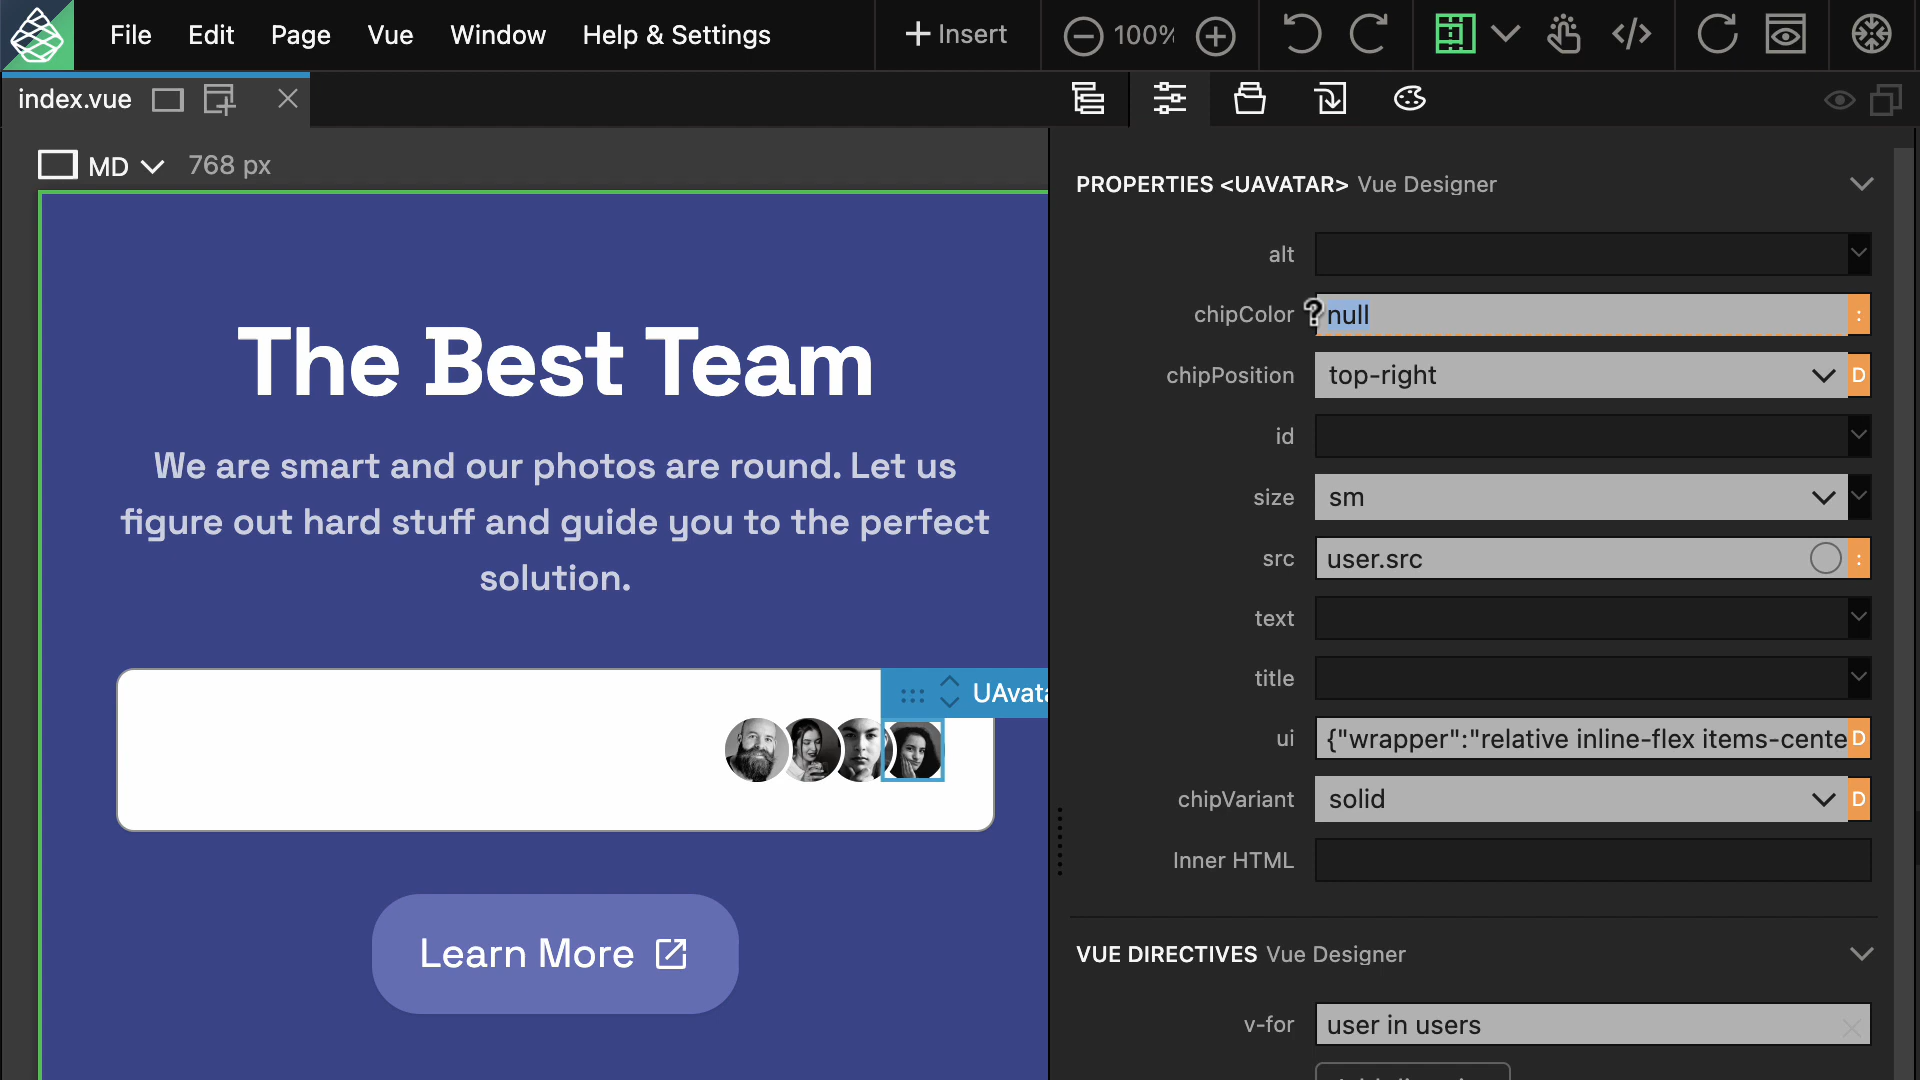 File Edit Page Vue Window Help & Settings Insert 100%
index.vue
MD 768 px
The Best Team
We are smart and our photos are round. Let us
figure out hard stuff and guide you to the perfect
solution.
Learn More
PROPERTIES <UAVATAR> Vue Designer
alt
chipColor ? null :
chipPosition top-right D
id
size sm
src user.src :
text
title
ui {"wrapper":"relative inline-flex items-cente D
chipVariant solid D
Inner HTML
VUE DIRECTIVES Vue Designer
v-for user in users